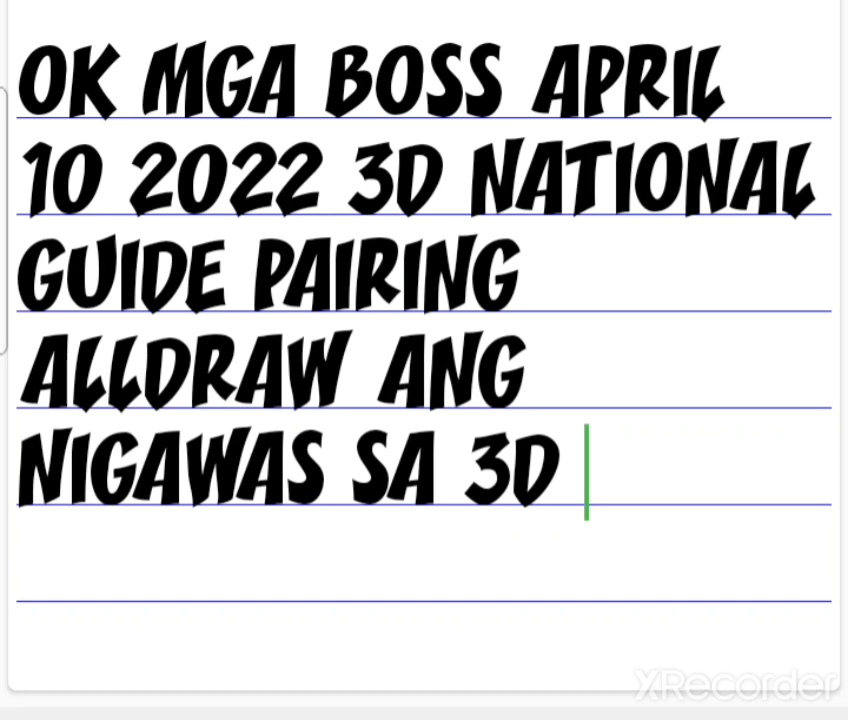 OK MGA BOSS APRIL
10 2022 3D NATIONAL
GUIDE PAIRING
ALLDRAW ANG
NIGAWAS SA 3D
XRecorder